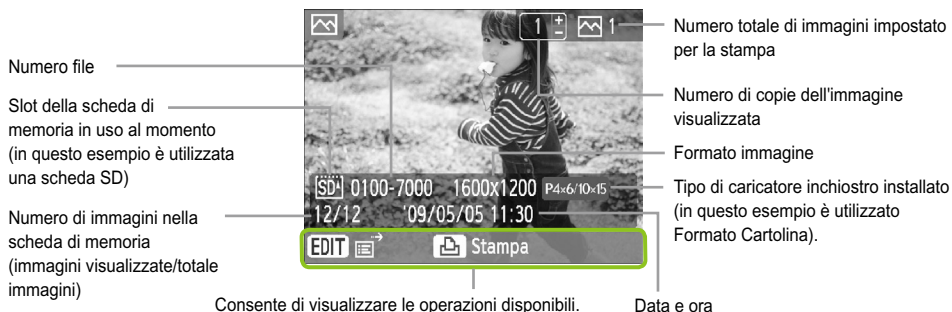 1
1
Numero totale di immagini impostato
per la stampa
Numero file
Slot della scheda di
memoria in uso al momento
(in questo esempio è utilizzata
una scheda SD)
Numero di copie dell'immagine
visualizzata
Formato immagine
Tipo di caricatore inchiostro installato
(in questo esempio è utilizzato
Formato Cartolina).
SD 0100-7000 1600x1200 P4×6/10×15
12/12 '09/05/05 11:30
Numero di immagini nella
scheda di memoria
(immagini visualizzate/totale
immagini)
EDIT Stampa
Consente di visualizzare le operazioni disponibili.
Data e ora